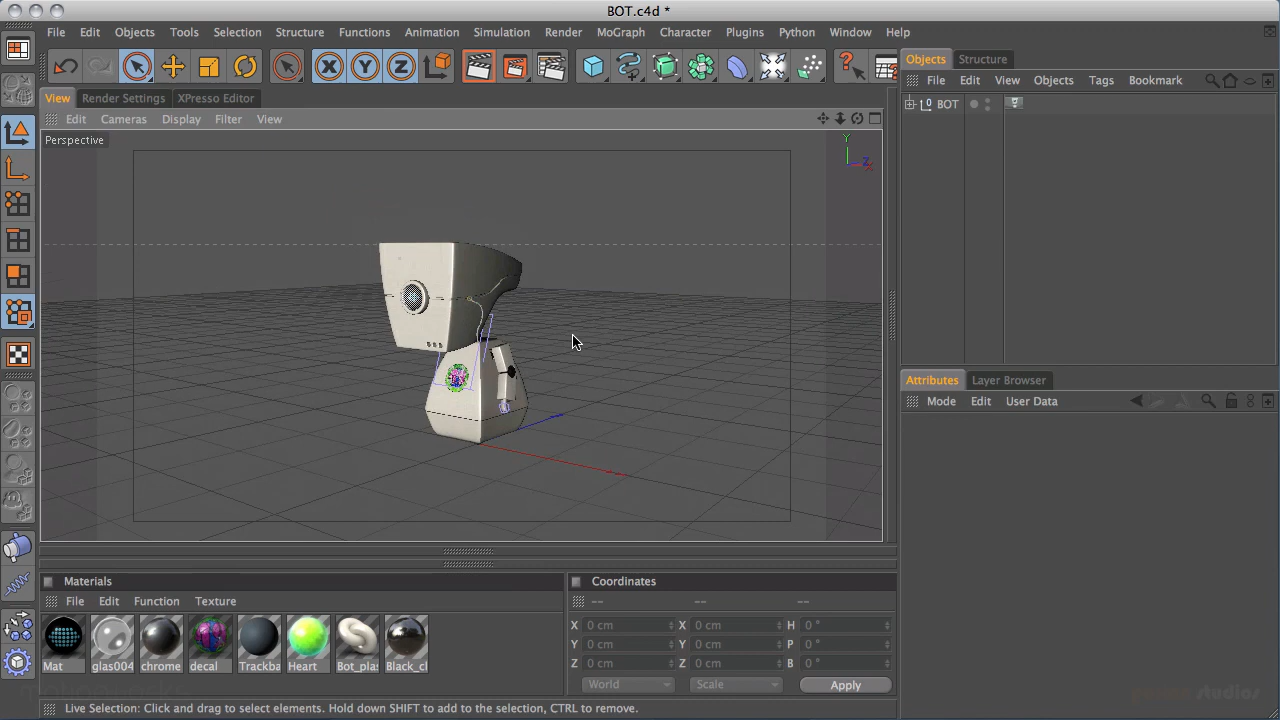 BOT.c4d *
File Edit Objects Tools Selection Structure Functions Animation Simulation Render MoGraph Character Plugins Python Window Help
Objects Structure
File Edit View Objects Tags Bookmark
0 BOT
View Render Settings XPresso Editor
Edit Cameras Display Filter View
Perspective
Y
Z X
X Y Z
Attributes Layer Browser
Mode Edit User Data
Materials
File Edit Function Texture
Mat glas004 chrome decal Trackba Heart Bot_plas Black_cl
Coordinates
-- -- --
X 0 cm X 0 cm H 0 °
Y 0 cm Y 0 cm P 0 °
Z 0 cm Z 0 cm B 0 °
World Scale Apply
Live Selection: Click and drag to select elements. Hold down SHIFT to add to the selection, CTRL to remove.
studios